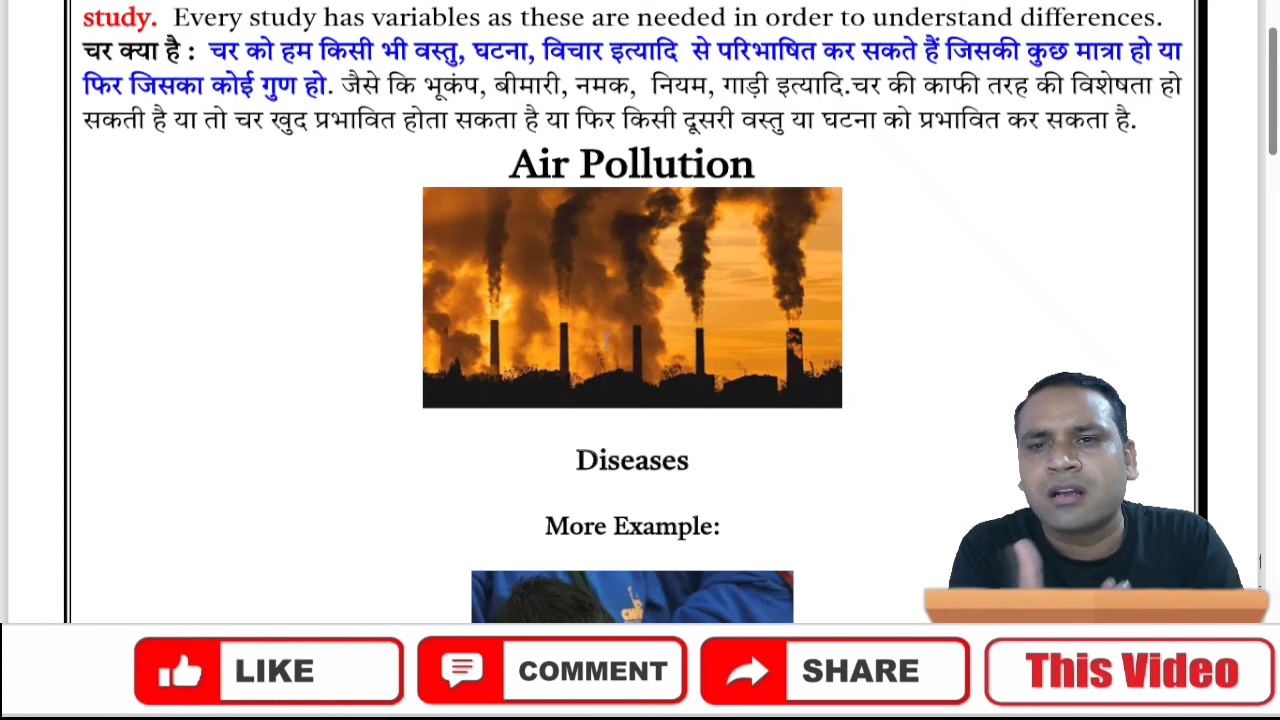 study. Every study has variables as these are needed in order to understand differences.
चर क्या है : चर को हम किसी भी वस्तु, घटना, विचार इत्यादि से परिभाषित कर सकते हैं जिसकी कुछ मात्रा हो या
फिर जिसका कोई गुण हो. जैसे कि भूकंप, बीमारी, नमक, नियम, गाड़ी इत्यादि.चर की काफी तरह की विशेषता हो
सकती है या तो चर खुद प्रभावित होता सकता है या फिर किसी दूसरी वस्तु या घटना को प्रभावित कर सकता है.
Air Pollution
Diseases
More Example:
LIKE
COMMENT
SHARE
This Video